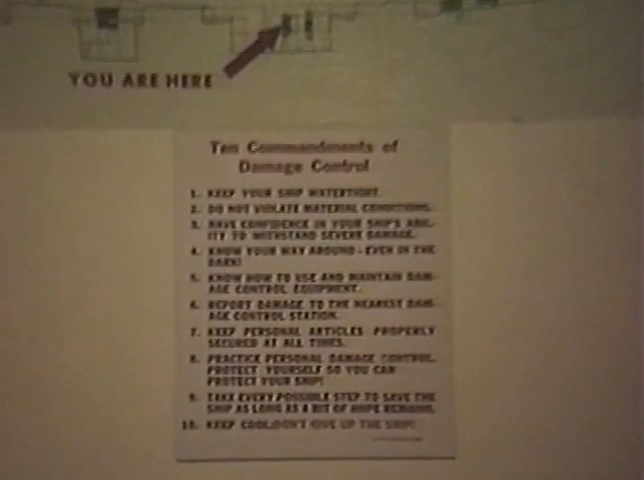 YOU ARE HERE
Ten Commandments of
Damage Control
1. KEEP YOUR SHIP WATERTIGHT.
2. DO NOT VIOLATE MATERIAL CONDITIONS.
3. HAVE CONFIDENCE IN YOUR SHIP'S ABIL-
ITY TO WITHSTAND SEVERE DAMAGE.
4. KNOW YOUR WAY AROUND - EVEN IN THE
DARK!
5. KNOW HOW TO USE AND MAINTAIN DAM-
AGE CONTROL EQUIPMENT.
6. REPORT DAMAGE TO THE NEAREST DAM-
AGE CONTROL STATION.
7. KEEP PERSONAL ARTICLES PROPERLY
SECURED AT ALL TIMES.
8. PRACTICE PERSONAL DAMAGE CONTROL.
PROTECT YOURSELF SO YOU CAN
PROTECT YOUR SHIP!
9. TAKE EVERY POSSIBLE STEP TO SAVE THE
SHIP AS LONG AS A BIT OF HOPE REMAINS.
10. KEEP COOL.DON'T GIVE UP THE SHIP!